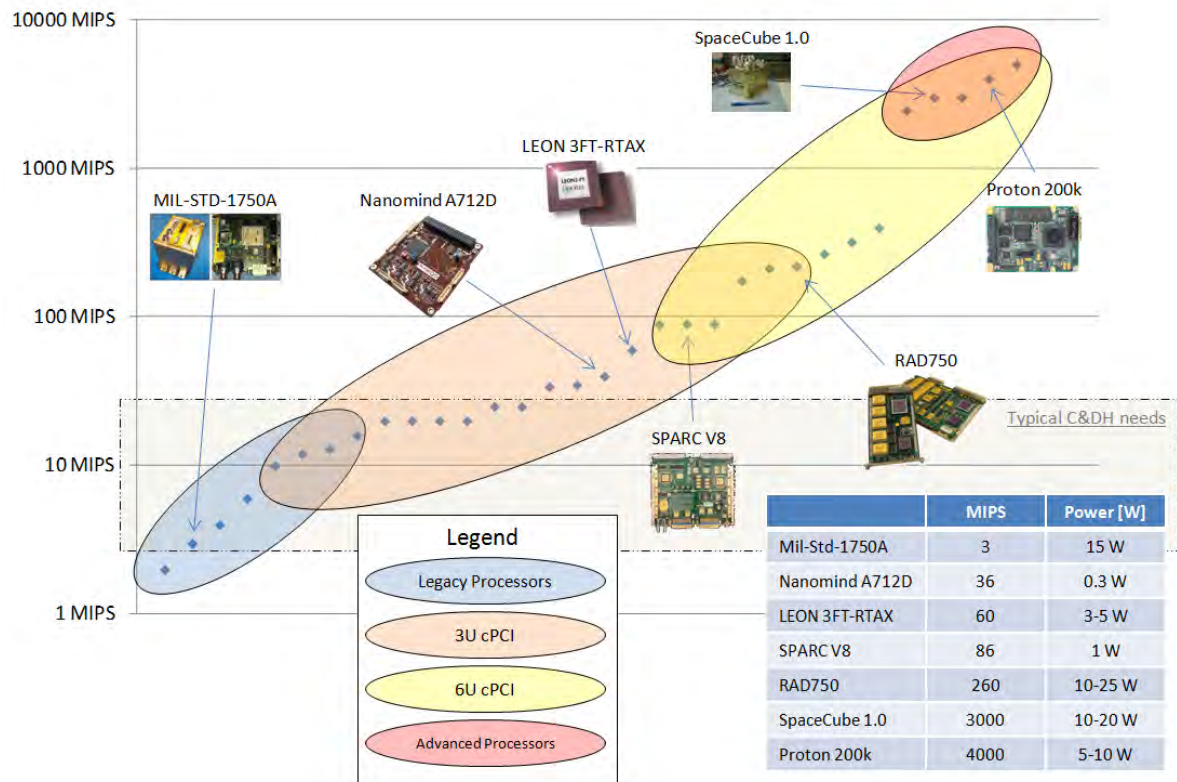 10000 MIPS
1000 MIPS
100 MIPS
10 MIPS
1 MIPS
SpaceCube 1.0
LEON 3FT-RTAX
MIL-STD-1750A
Nanomind A712D
Proton 200k
RAD750
SPARC V8
Typical C&DH needs
Legend
Legacy Processors
3U cPCI
6U cPCI
Advanced Processors
MIPS Power [W]
Mil-Std-1750A 3 15 W
Nanomind A712D 36 0.3 W
LEON 3FT-RTAX 60 3-5 W
SPARC V8 86 1 W
RAD750 260 10-25 W
SpaceCube 1.0 3000 10-20 W
Proton 200k 4000 5-10 W